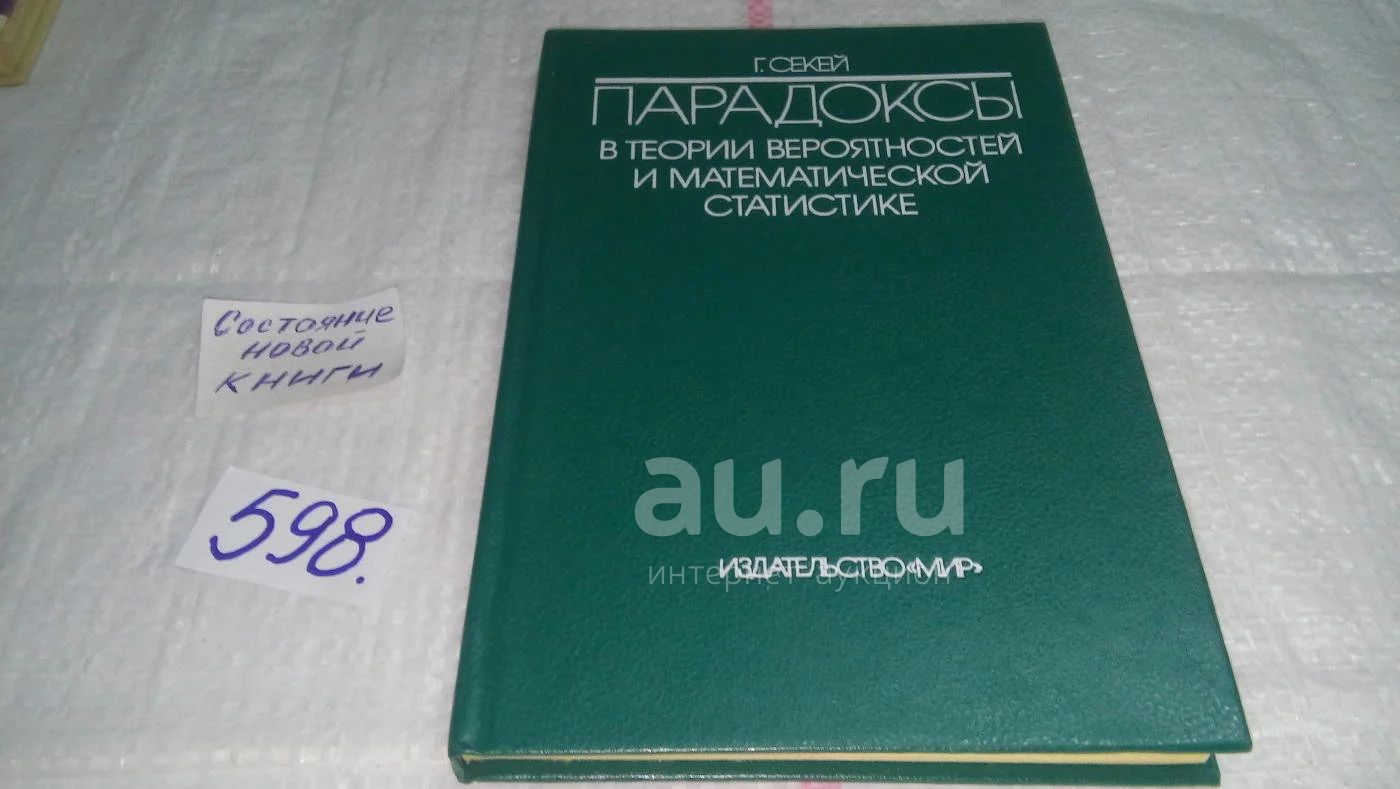 Г. СЕКЕЙ
ПАРАДОКСЫ
В ТЕОРИИ ВЕРОЯТНОСТЕЙ
И МАТЕМАТИЧЕСКОЙ
СТАТИСТИКЕ
Состояние
новой
книги
598.
au.ru
интернет-аукцион
ИЗДАТЕЛЬСТВО «МИР»